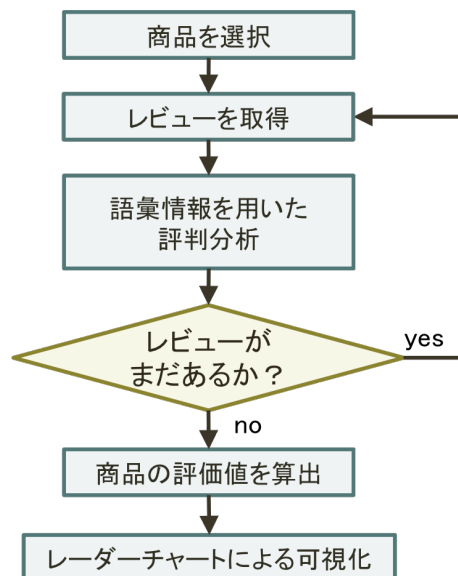 商品を選択
レビューを取得
語彙情報を用いた
評判分析
レビューが
まだあるか？
yes
no
商品の評価値を算出
レーダーチャートによる可視化